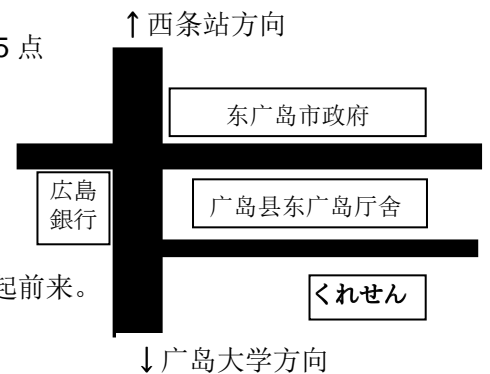 ↑西条站方向
5 点
东广岛市政府
広島
銀行
广岛县东广岛厅舍
起前来。
くれせん
↓广岛大学方向